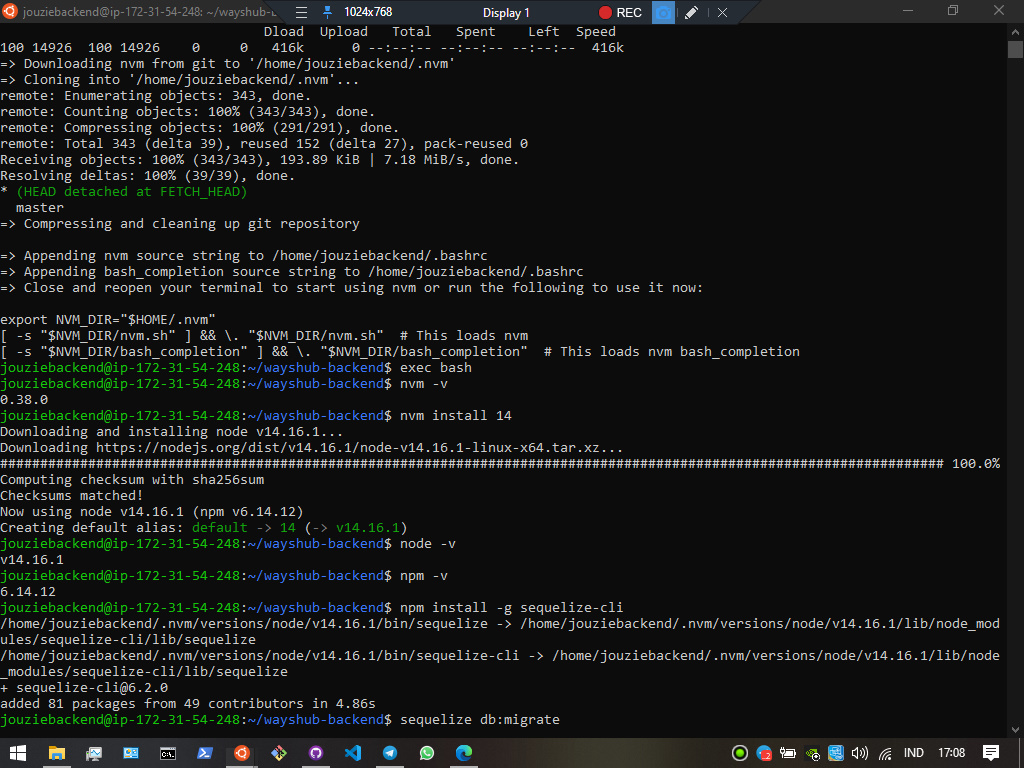 jouziebackend@ip-172-31-54-248: ~/wayshub-b
1024x768
Display 1
REC
Dload  Upload   Total   Spent    Left  Speed
100 14926  100 14926    0     0   416k      0 --:--:-- --:--:-- --:--:--  416k
=> Downloading nvm from git to '/home/jouziebackend/.nvm'
=> Cloning into '/home/jouziebackend/.nvm'...
remote: Enumerating objects: 343, done.
remote: Counting objects: 100% (343/343), done.
remote: Compressing objects: 100% (291/291), done.
remote: Total 343 (delta 39), reused 152 (delta 27), pack-reused 0
Receiving objects: 100% (343/343), 193.89 KiB | 7.18 MiB/s, done.
Resolving deltas: 100% (39/39), done.
* (HEAD detached at FETCH_HEAD)
  master
=> Compressing and cleaning up git repository
=> Appending nvm source string to /home/jouziebackend/.bashrc
=> Appending bash_completion source string to /home/jouziebackend/.bashrc
=> Close and reopen your terminal to start using nvm or run the following to use it now:
export NVM_DIR="$HOME/.nvm"
[ -s "$NVM_DIR/nvm.sh" ] && \. "$NVM_DIR/nvm.sh"  # This loads nvm
[ -s "$NVM_DIR/bash_completion" ] && \. "$NVM_DIR/bash_completion"  # This loads nvm bash_completion
jouziebackend@ip-172-31-54-248:~/wayshub-backend$ exec bash
jouziebackend@ip-172-31-54-248:~/wayshub-backend$ nvm -v
0.38.0
jouziebackend@ip-172-31-54-248:~/wayshub-backend$ nvm install 14
Downloading and installing node v14.16.1...
Downloading https://nodejs.org/dist/v14.16.1/node-v14.16.1-linux-x64.tar.xz...
###################################################################################################################### 100.0%
Computing checksum with sha256sum
Checksums matched!
Now using node v14.16.1 (npm v6.14.12)
Creating default alias: default -> 14 (-> v14.16.1)
jouziebackend@ip-172-31-54-248:~/wayshub-backend$ node -v
v14.16.1
jouziebackend@ip-172-31-54-248:~/wayshub-backend$ npm -v
6.14.12
jouziebackend@ip-172-31-54-248:~/wayshub-backend$ npm install -g sequelize-cli
/home/jouziebackend/.nvm/versions/node/v14.16.1/bin/sequelize -> /home/jouziebackend/.nvm/versions/node/v14.16.1/lib/node_mod
ules/sequelize-cli/lib/sequelize
/home/jouziebackend/.nvm/versions/node/v14.16.1/bin/sequelize-cli -> /home/jouziebackend/.nvm/versions/node/v14.16.1/lib/node
_modules/sequelize-cli/lib/sequelize
+ sequelize-cli@6.2.0
added 81 packages from 49 contributors in 4.86s
jouziebackend@ip-172-31-54-248:~/wayshub-backend$ sequelize db:migrate
IND
17:08